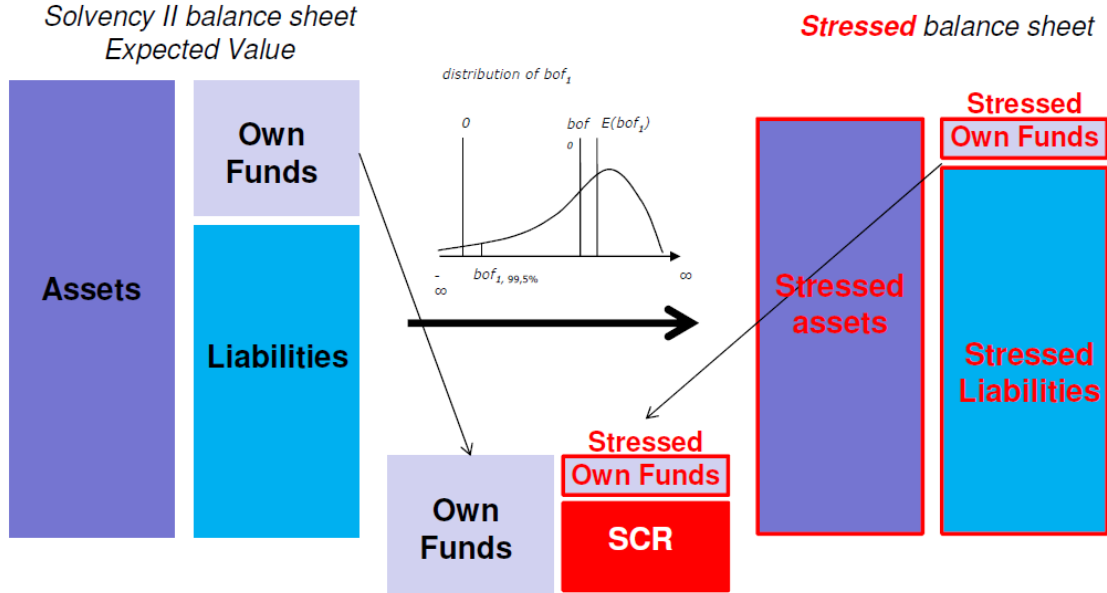 Solvency II balance sheet
Expected Value
Stressed balance sheet
distribution of bof1
0
bof
0
E(bof1)
bof1, 99,5%
-
∞
∞
Assets
Own
Funds
Liabilities
Stressed
Own Funds
Stressed
assets
Stressed
Liabilities
Own
Funds
Stressed
Own Funds
SCR